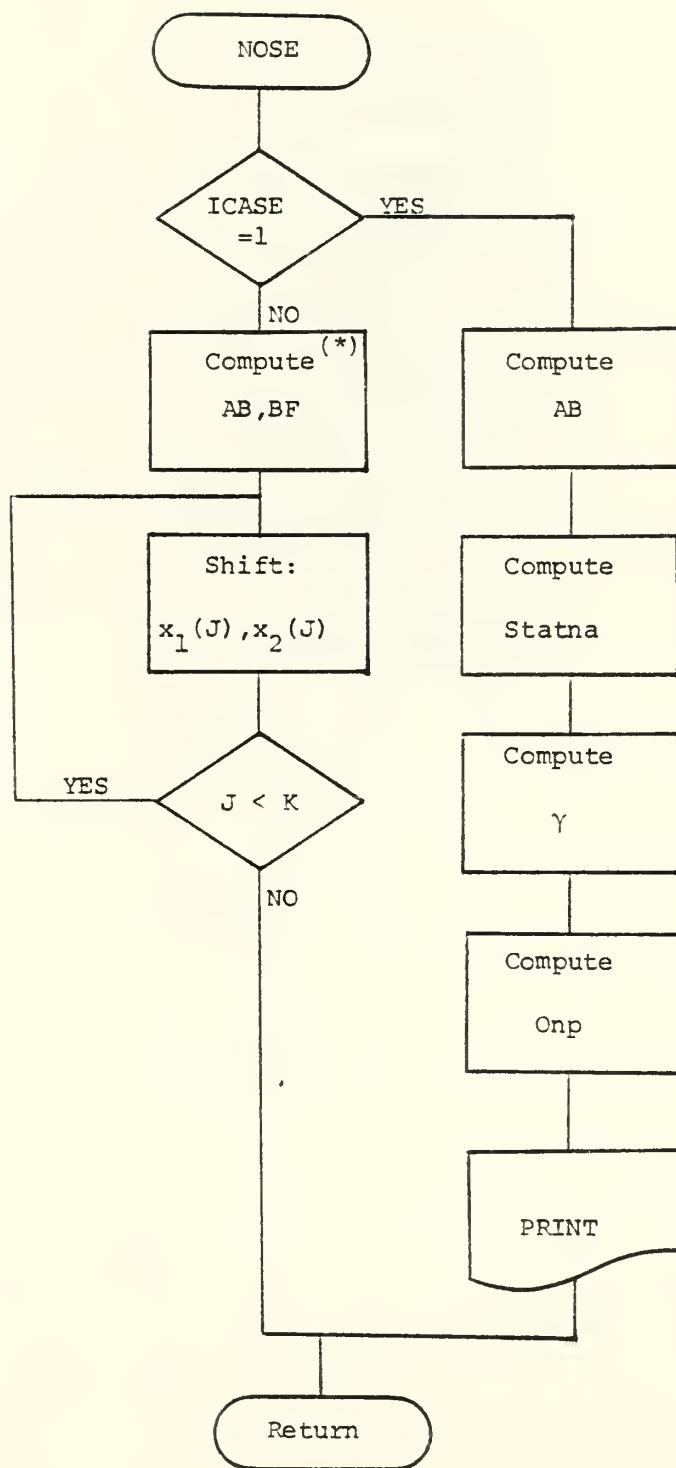 NOSE
ICASE
=1
YES
NO
Compute (*)
AB,BF
Compute
AB
Shift:
x1(J),x2(J)
Compute
Statna
YES
J < K
NO
Compute
γ
Compute
Onp
PRINT
Return